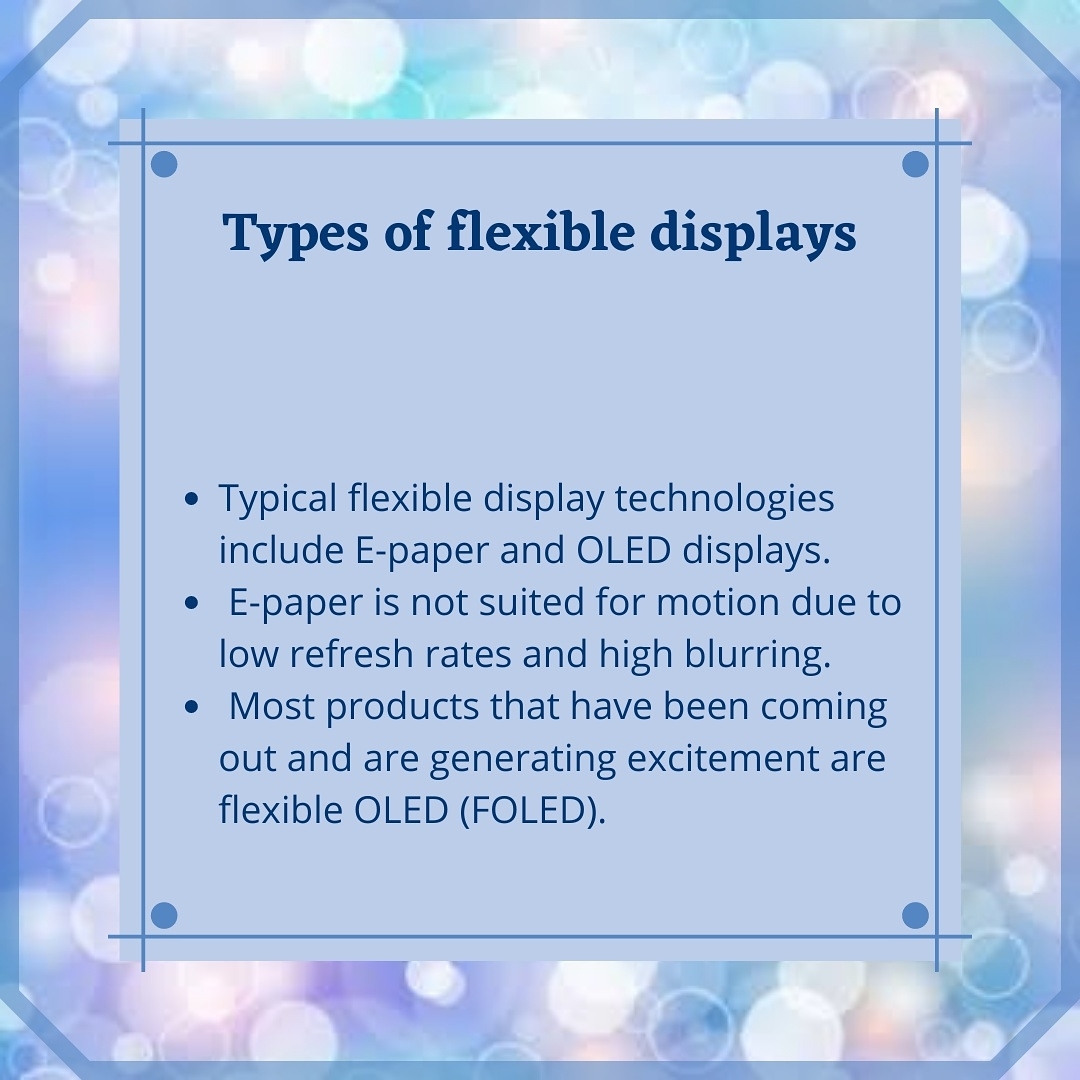 Types of flexible displays
• Typical flexible display technologies
include E-paper and OLED displays.
• E-paper is not suited for motion due to
low refresh rates and high blurring.
• Most products that have been coming
out and are generating excitement are
flexible OLED (FOLED).